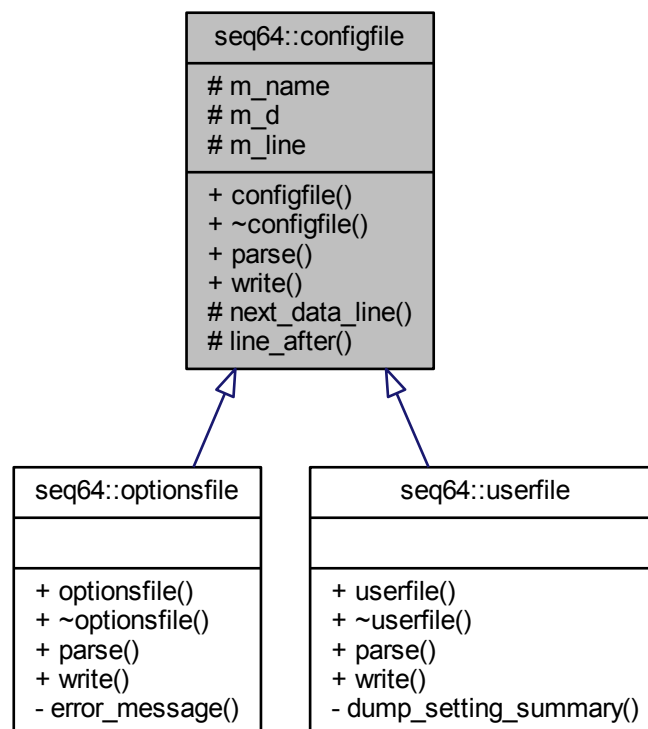 seq64::configfile
# m_name
# m_d
# m_line
+ configfile()
+ ~configfile()
+ parse()
+ write()
# next_data_line()
# line_after()
seq64::optionsfile
+ optionsfile()
+ ~optionsfile()
+ parse()
+ write()
- error_message()
seq64::userfile
+ userfile()
+ ~userfile()
+ parse()
+ write()
- dump_setting_summary()